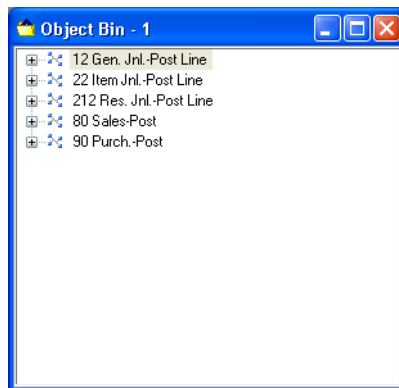 Object Bin - 1
12 Gen. Jnl.-Post Line
22 Item Jnl.-Post Line
212 Res. Jnl.-Post Line
80 Sales-Post
90 Purch.-Post